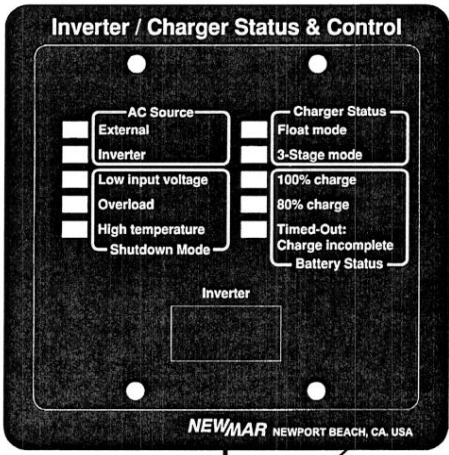 Inverter / Charger Status & Control
AC Source
External
Inverter
Low input voltage
Overload
High temperature
Shutdown Mode
Charger Status
Float mode
3-Stage mode
100% charge
80% charge
Timed-Out:
Charge incomplete
Battery Status
Inverter
NEWMAR NEWPORT BEACH, CA. USA